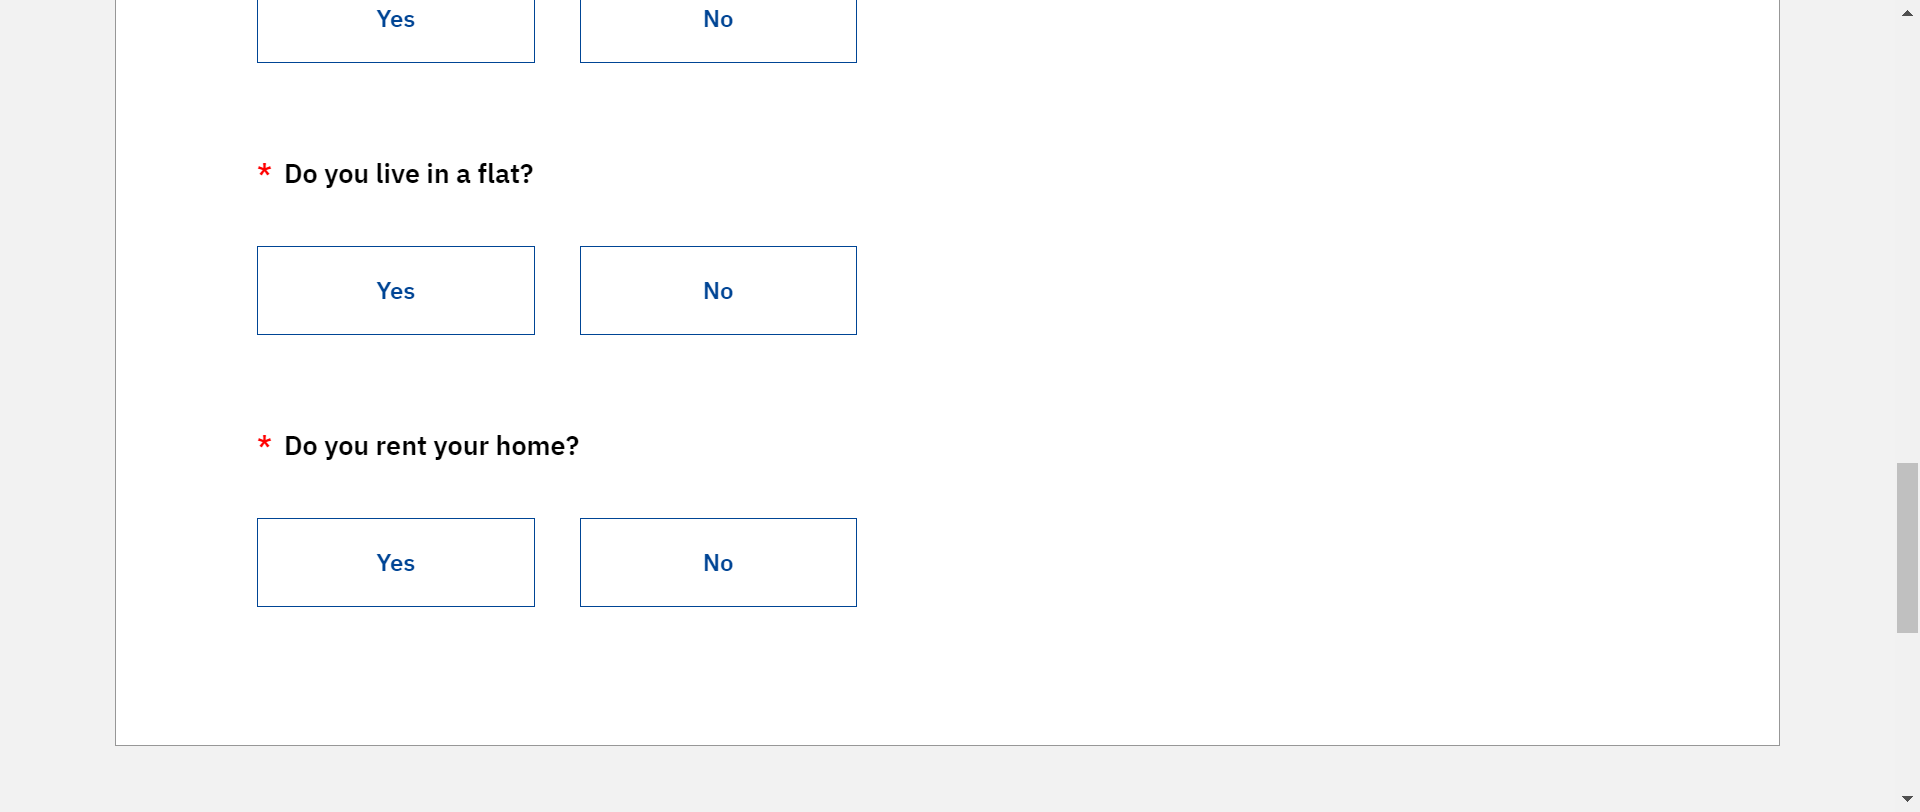 Yes No
* Do you live in a flat?
Yes No
* Do you rent your home?
Yes No